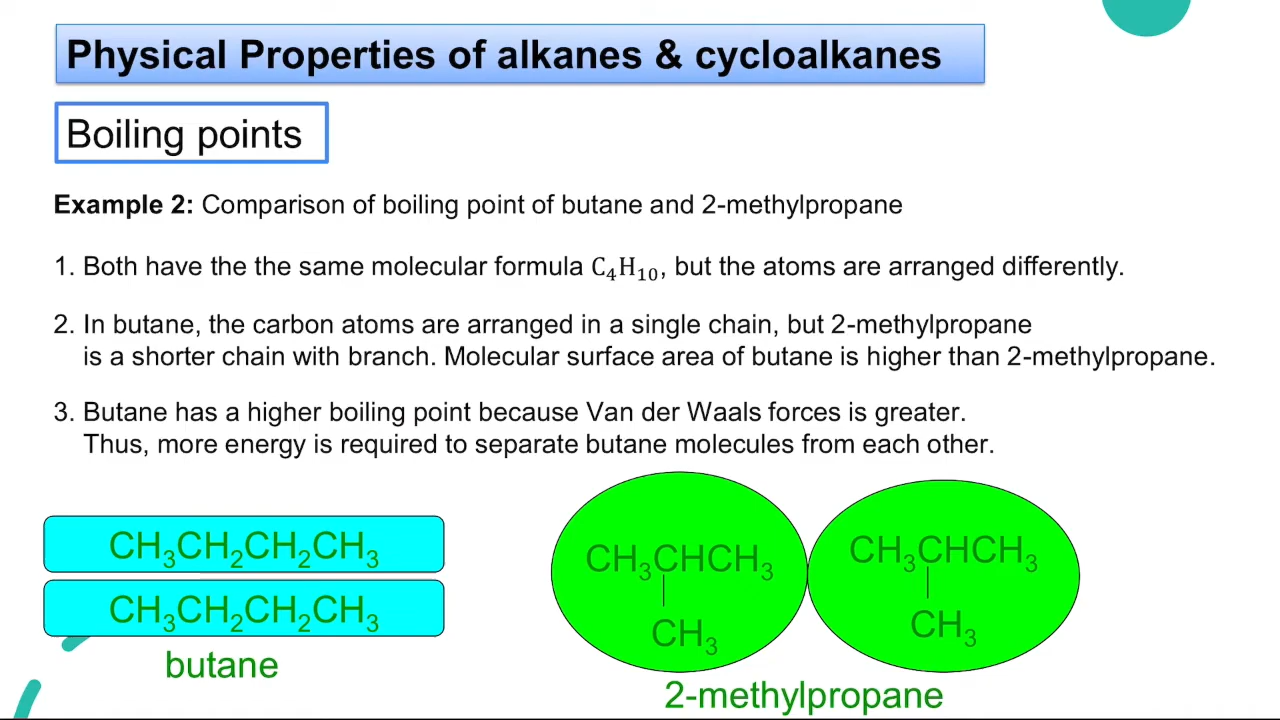 Physical Properties of alkanes & cycloalkanes
Boiling points
Example 2: Comparison of boiling point of butane and 2-methylpropane
1. Both have the the same molecular formula C₄H₁₀, but the atoms are arranged differently.
2. In butane, the carbon atoms are arranged in a single chain, but 2-methylpropane
is a shorter chain with branch. Molecular surface area of butane is higher than 2-methylpropane.
3. Butane has a higher boiling point because Van der Waals forces is greater.
Thus, more energy is required to separate butane molecules from each other.
CH₃CH₂CH₂CH₃
CH₃CH₂CH₂CH₃
butane
CH₃CHCH₃
CH₃
CH₃CHCH₃
CH₃
2-methylpropane